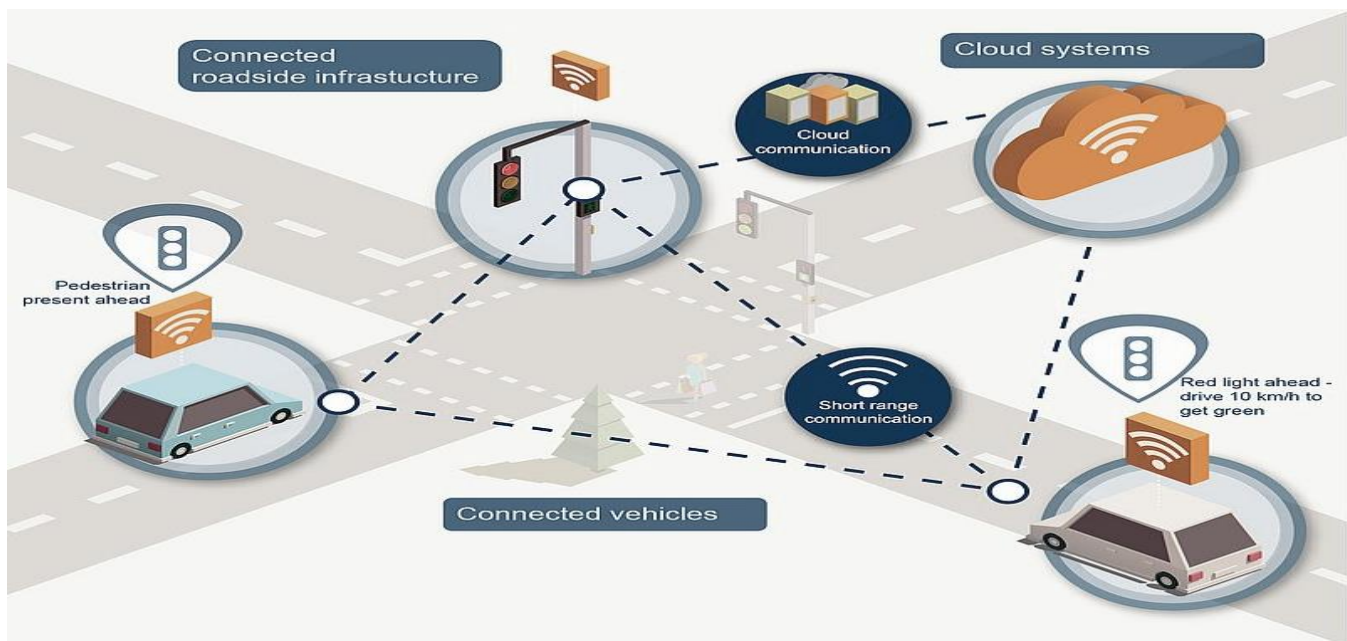 Connected
roadside infrastucture
Cloud systems
Cloud
communication
Pedestrian
present ahead
Short range
communication
Red light ahead -
drive 10 km/h to
get green
Connected vehicles